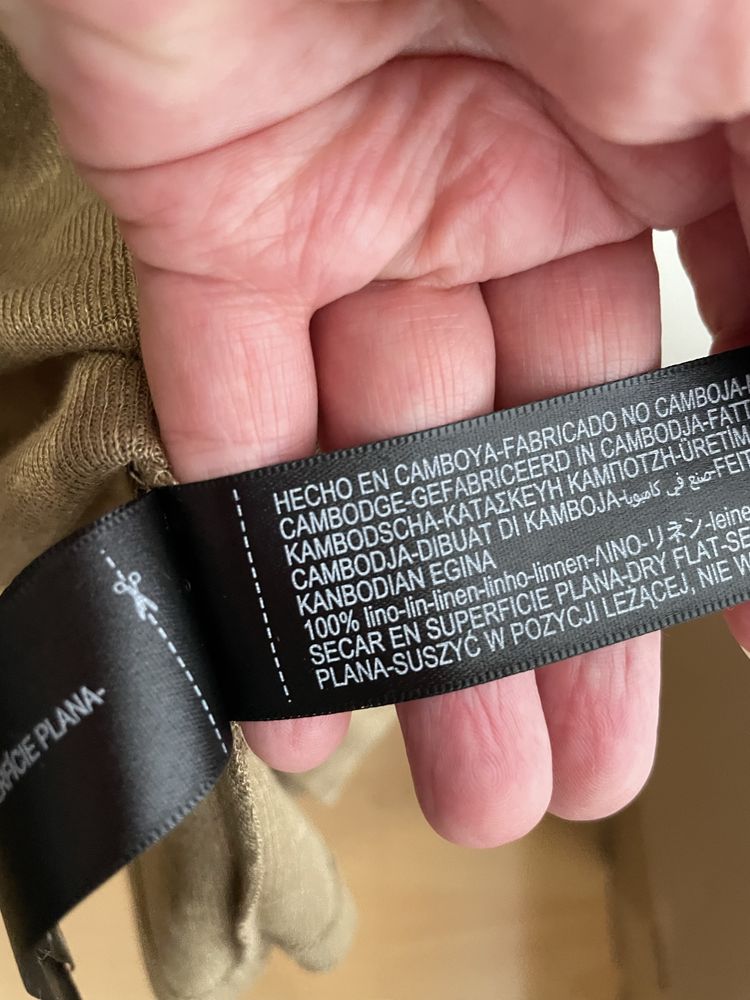 HECHO EN CAMBOYA-FABRICADO NO CAMBOJA-
CAMBODGE-GEFABRICEERD IN CAMBODJA-FATT
KAMBODSCHA-ΚΑΤΑΣΚΕΥΗ ΚΑΜΠΟΤΖΗ-ÜRETİM
CAMBODJA-DIBUAT DI KAMBOJA-صنع في كامبوديا-FEIT
KANBODIAN EGINA
100% lino-lin-linen-linho-linnen-ΛΙΝΟ-リネン-leine
SECAR EN SUPERFICIE PLANA-DRY FLAT-SE
PLANA-SUSZYĆ W POZYCJI LEŻĄCEJ, NIE W
PLANA-